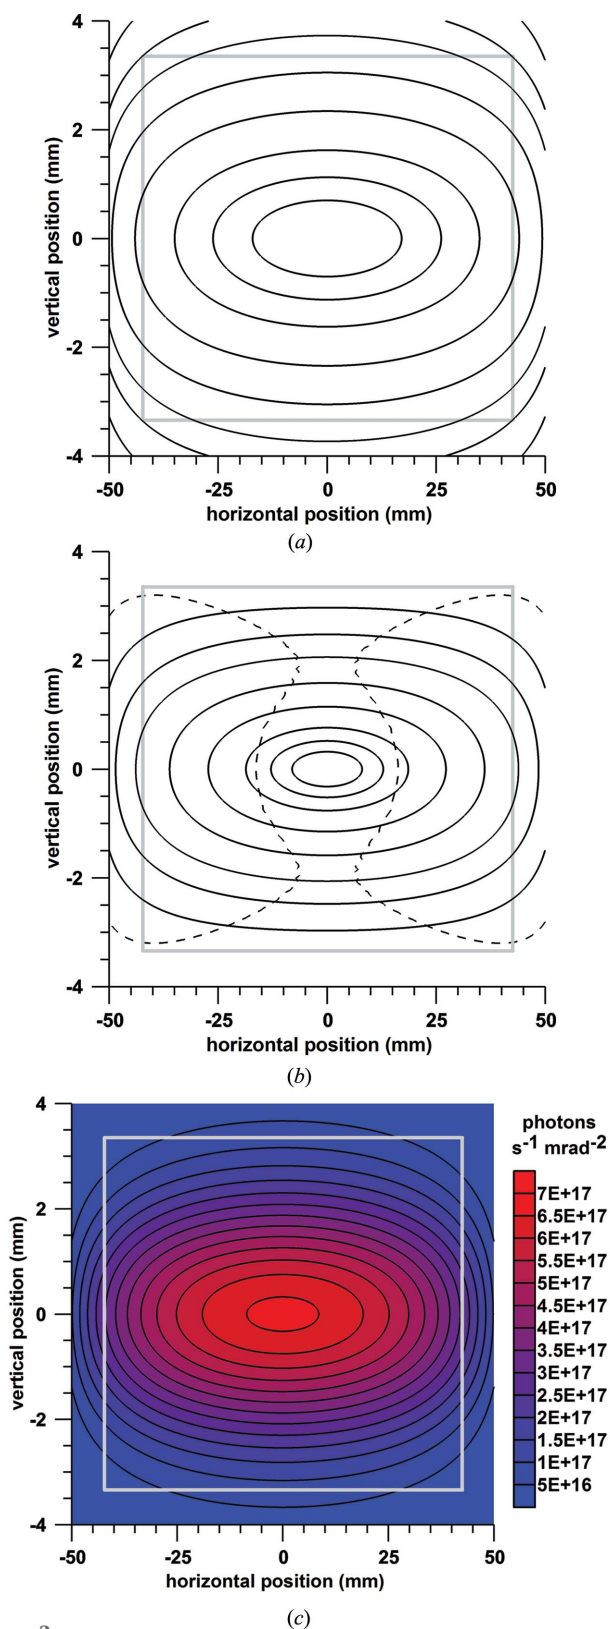 4
2
0
-2
-4
vertical position (mm)
-50 -25 0 25 50
horizontal position (mm)
(a)
4
2
0
-2
-4
vertical position (mm)
-50 -25 0 25 50
horizontal position (mm)
(b)
4
2
0
-2
-4
vertical position (mm)
-50 -25 0 25 50
horizontal position (mm)
photons
s⁻¹ mrad⁻²
7E+17
6.5E+17
6E+17
5.5E+17
5E+17
4.5E+17
4E+17
3.5E+17
3E+17
2.5E+17
2E+17
1.5E+17
1E+17
5E+16
(c)